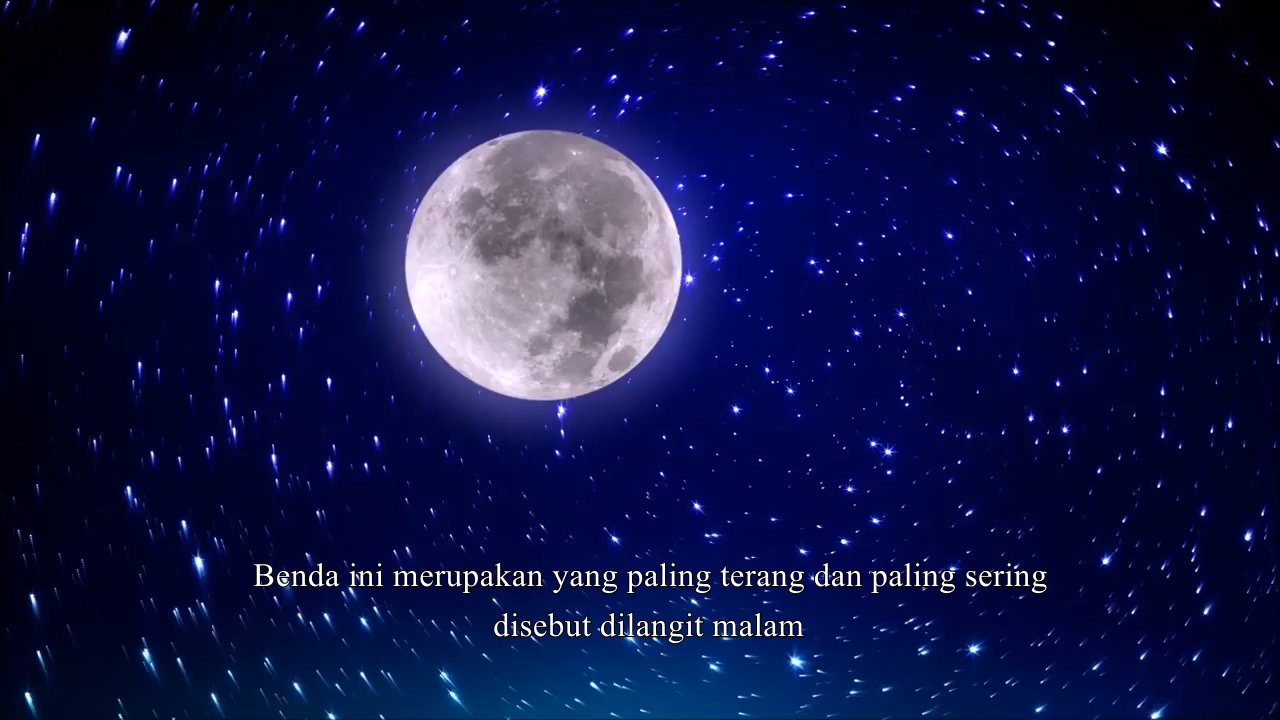 Benda ini merupakan yang paling terang dan paling sering
disebut dilangit malam